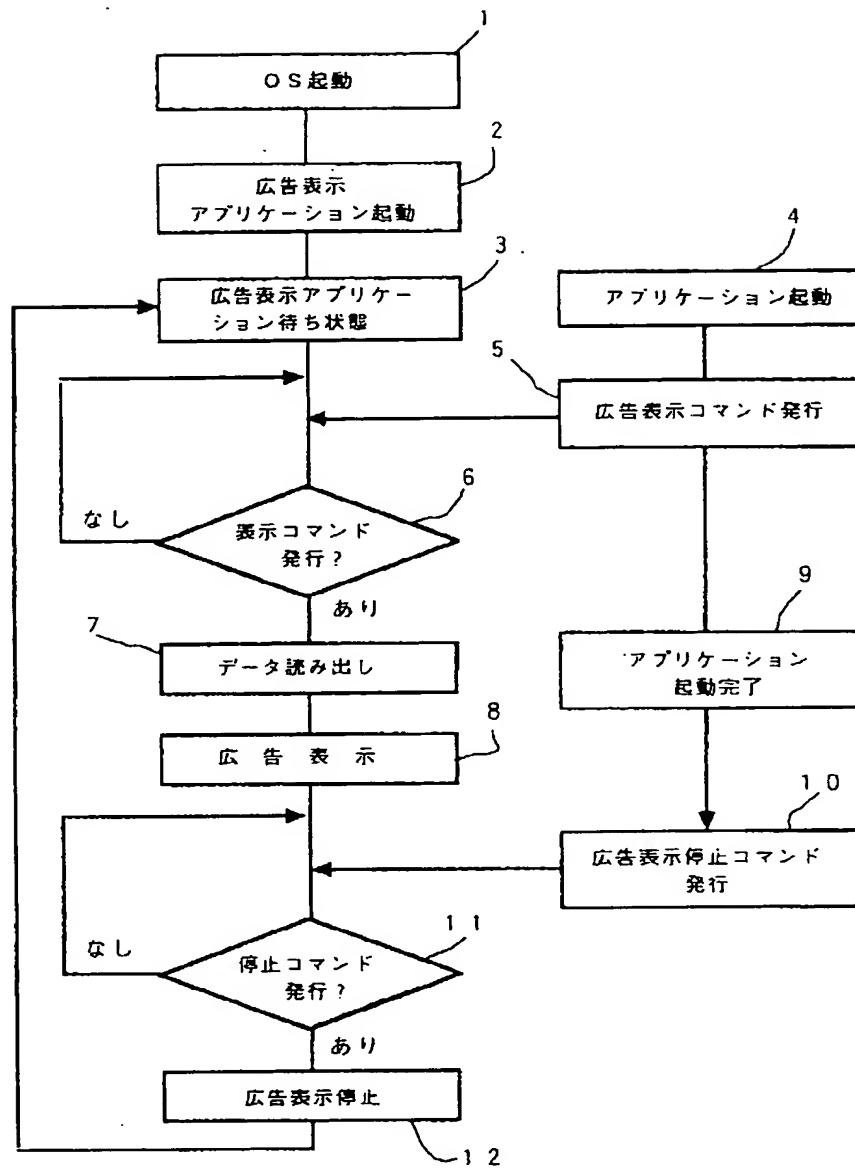 1
OS起動
2
広告表示
アプリケーション起動
3
広告表示アプリケー
ション待ち状態
4
アプリケーション起動
5
広告表示コマンド発行
6
表示コマンド
発行?
なし
あり
7
データ読み出し
8
広告表示
9
アプリケーション
起動完了
10
広告表示停止コマンド
発行
11
停止コマンド
発行?
なし
あり
広告表示停止
12